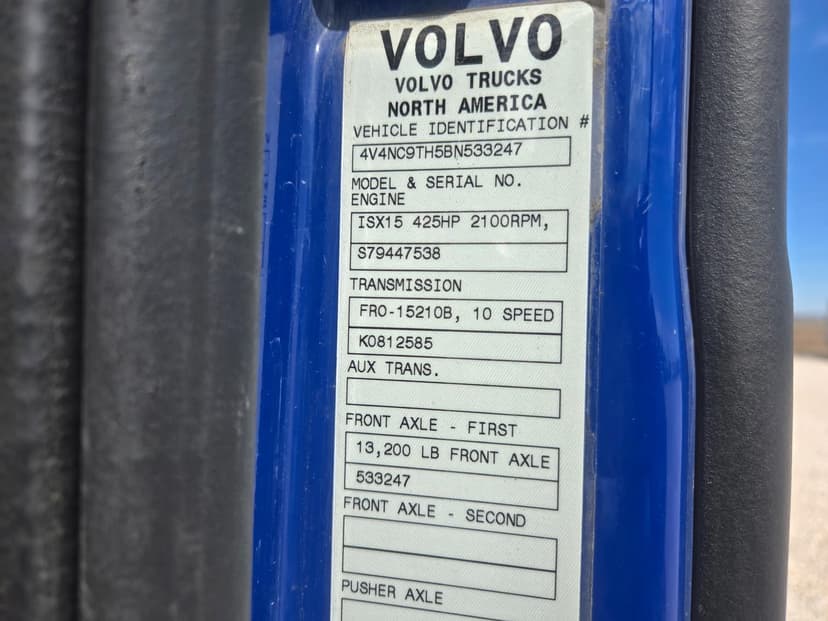 VOLVO
VOLVO TRUCKS
NORTH AMERICA
VEHICLE IDENTIFICATION #
4V4NC9TH5BN533247
MODEL & SERIAL NO.
ENGINE
ISX15 425HP 2100RPM,
S79447538
TRANSMISSION
FRO-15210B, 10 SPEED
K0812585
AUX TRANS.
FRONT AXLE - FIRST
13,200 LB FRONT AXLE
533247
FRONT AXLE - SECOND
PUSHER AXLE